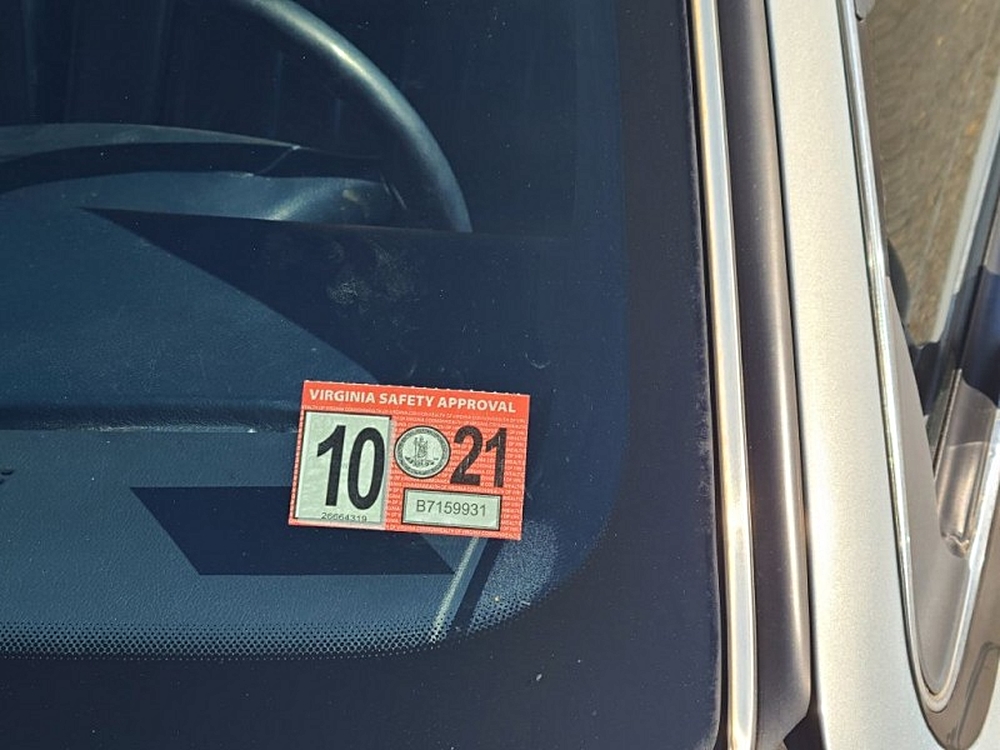 VIRGINIA SAFETY APPROVAL
10 21
B7159931
26664319